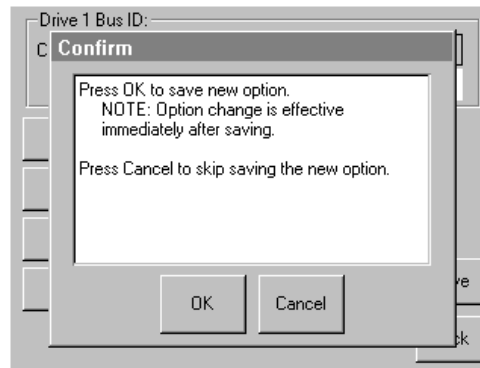 Drive 1 Bus ID:
Confirm
Press OK to save new option.
NOTE: Option change is effective
immediately after saving.
Press Cancel to skip saving the new option.
OK Cancel